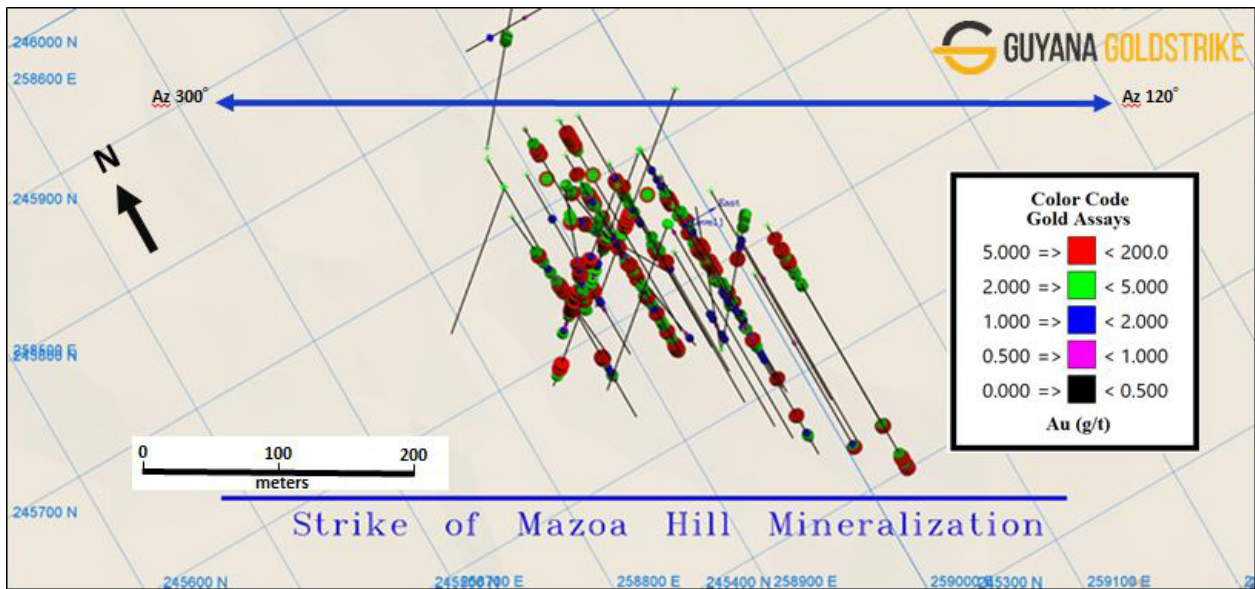 246000 N
258600 E
GUYANA GOLDSTRIKE
Az 300°
Az 120°
N
245900 N
East
Color Code
Gold Assays
5.000 => < 200.0
2.000 => < 5.000
1.000 => < 2.000
0.500 => < 1.000
0.000 => < 0.500
Au (g/t)
0 100 200
meters
245700 N
Strike of Mazoa Hill Mineralization
245600 N
258800 E
245400 N
258900 E
245300 N
259100 E